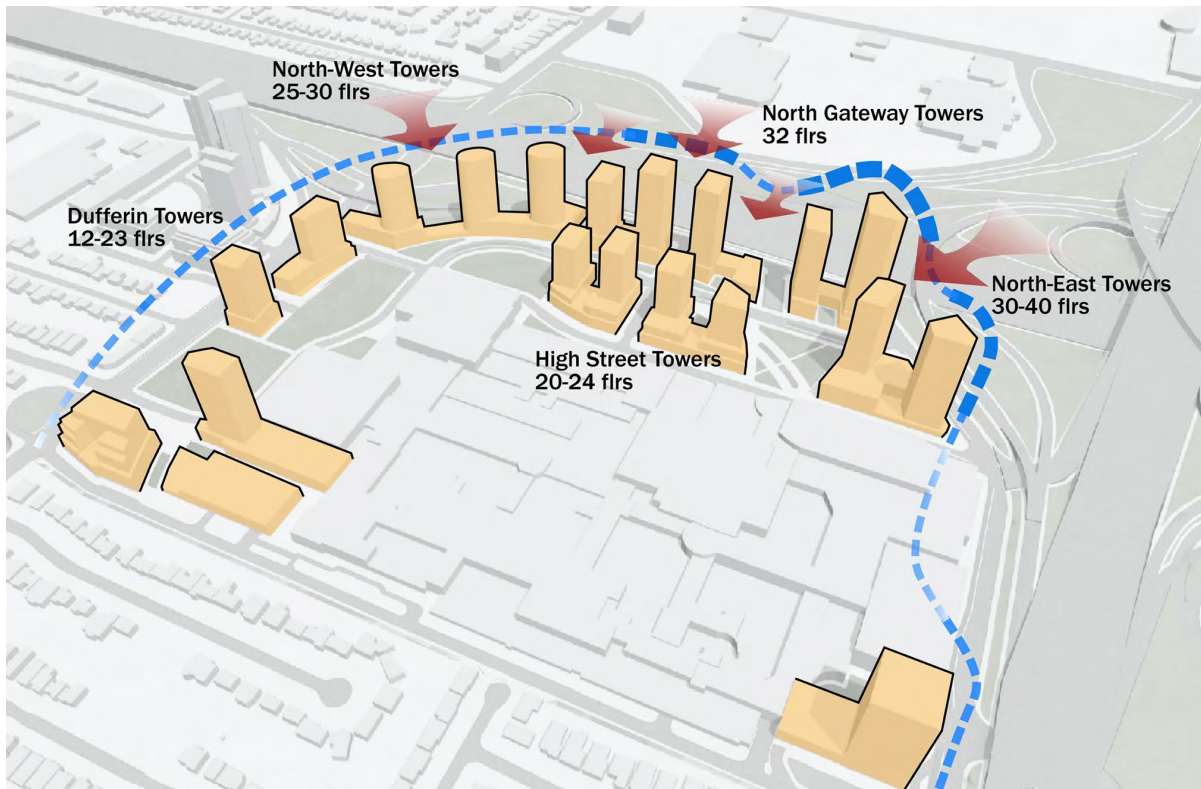 North-West Towers
25-30 flrs
North Gateway Towers
32 flrs
Dufferin Towers
12-23 flrs
North-East Towers
30-40 flrs
High Street Towers
20-24 flrs